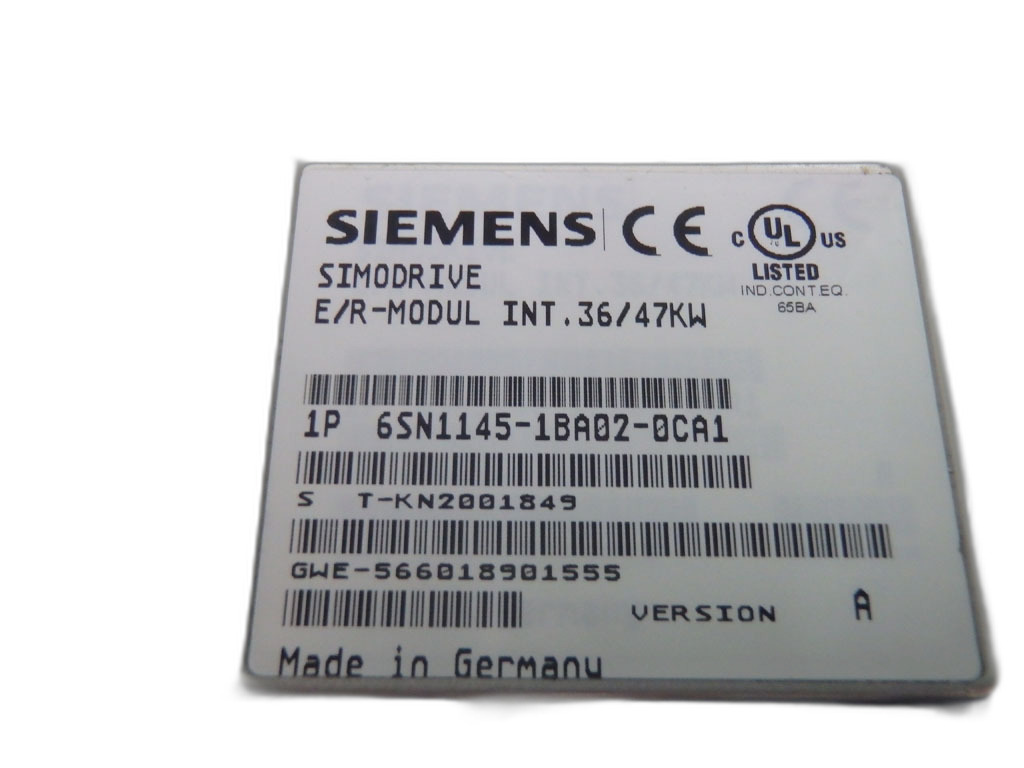 SIEMENS CE C UL US
LISTED
SIMODRIVE
IND.CONT.EQ.
E/R-MODUL INT.36/47KW
65BA
1P 6SN1145-1BA02-0CA1
S T-KN2001849
GWE-566018901555
VERSION A
Made in Germany